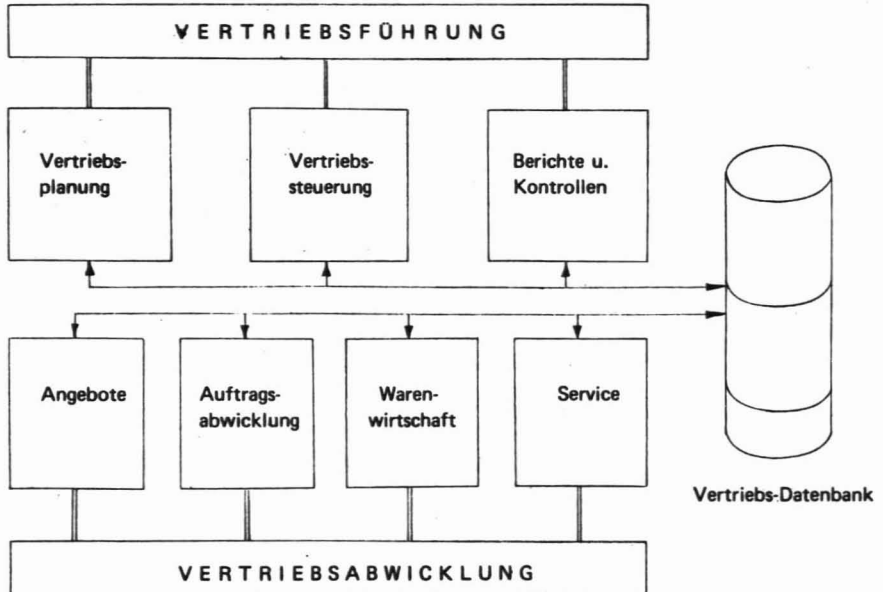 VERTRIEBSFÜHRUNG
Vertriebs-
planung
Vertriebs-
steuerung
Berichte u.
Kontrollen
Angebote
Auftrags-
abwicklung
Waren-
wirtschaft
Service
Vertriebs-Datenbank
VERTRIEBSABWICKLUNG